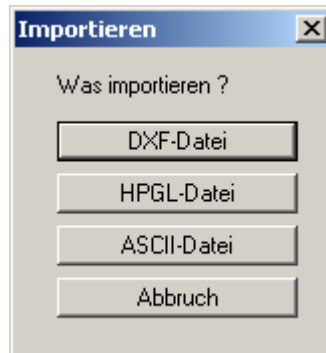 Importieren
Was importieren ?
DXF-Datei
HPGL-Datei
ASCII-Datei
Abbruch